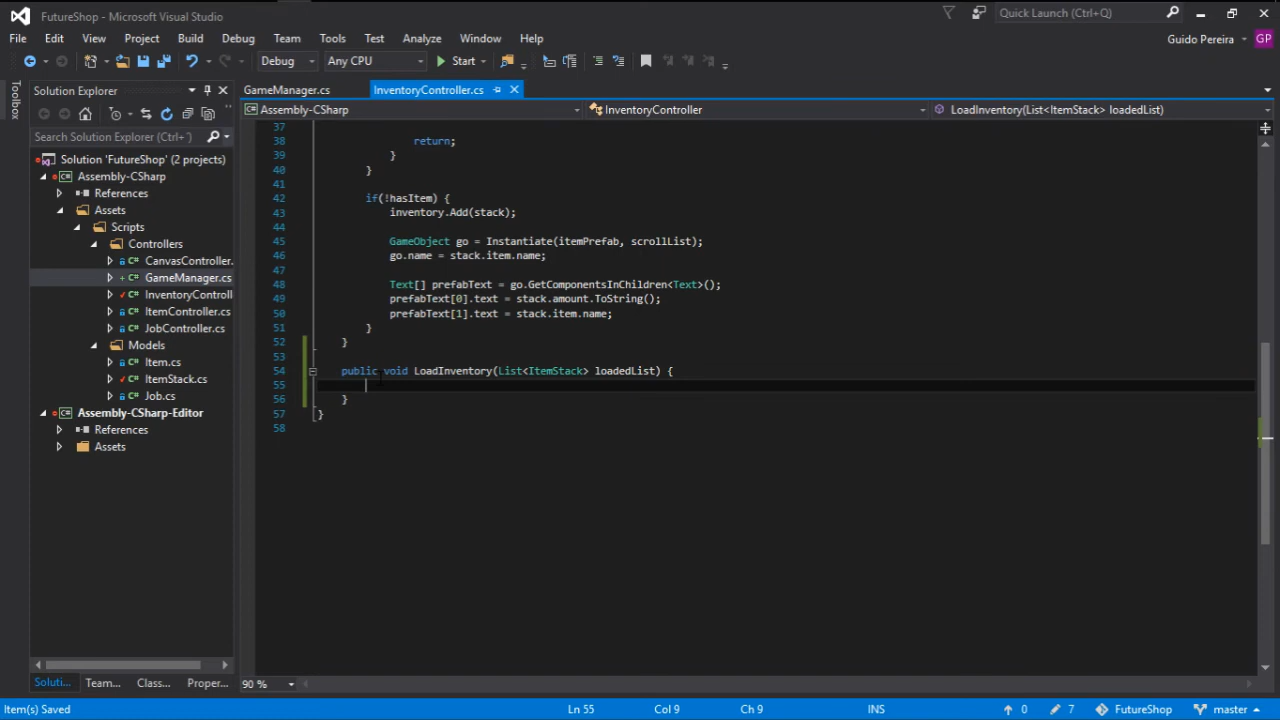 FutureShop - Microsoft Visual Studio
Quick Launch (Ctrl+Q)
File Edit View Project Build Debug Team Tools Test Analyze Window Help
Guido Pereira GP
Debug Any CPU Start
Toolbox
Solution Explorer
GameManager.cs InventoryController.cs
Assembly-CSharp InventoryController LoadInventory(List<ItemStack> loadedList)
Search Solution Explorer (Ctrl+')
Solution 'FutureShop' (2 projects)
Assembly-CSharp
References
Assets
Scripts
Controllers
CanvasController.
GameManager.cs
InventoryControll
ItemController.cs
JobController.cs
Models
Item.cs
ItemStack.cs
Job.cs
Assembly-CSharp-Editor
References
Assets
37
38 return;
39 }
40 }
41
42 if(!hasItem) {
43 inventory.Add(stack);
44
45 GameObject go = Instantiate(itemPrefab, scrollList);
46 go.name = stack.item.name;
47
48 Text[] prefabText = go.GetComponentsInChildren<Text>();
49 prefabText[0].text = stack.amount.ToString();
50 prefabText[1].text = stack.item.name;
51 }
52 }
53
54 public void LoadInventory(List<ItemStack> loadedList) {
55
56 }
57 }
58
Soluti... Team... Class... Proper...
90 %
Item(s) Saved Ln 55 Col 9 Ch 9 INS 0 7 FutureShop master